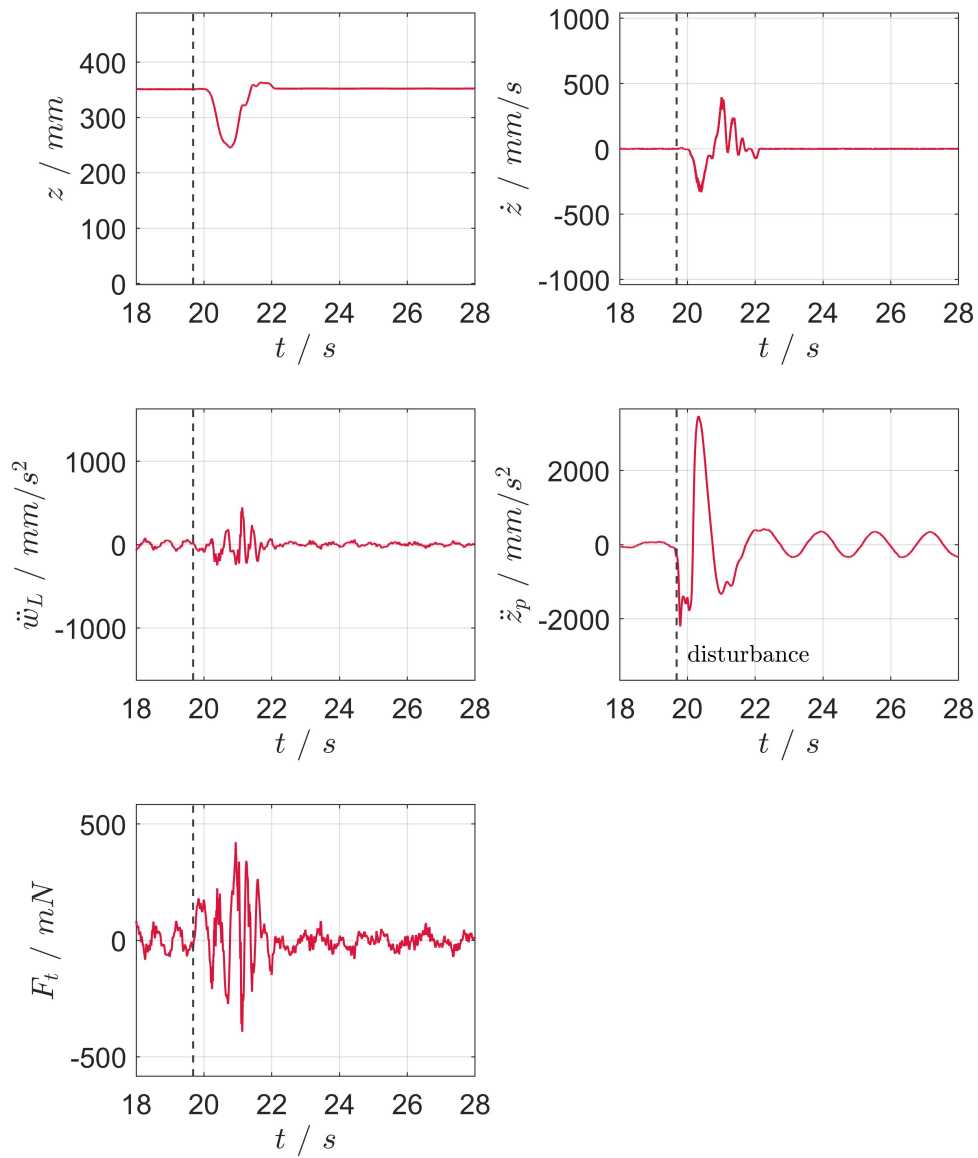 z / mm
400
300
200
100
0
18 20 22 24 26 28
t / s
ż / mm/s
1000
500
0
-500
-1000
18 20 22 24 26 28
t / s
ẅ_L / mm/s²
1000
0
-1000
18 20 22 24 26 28
t / s
z̈_p / mm/s²
2000
0
-2000
disturbance
18 20 22 24 26 28
t / s
F_t / mN
500
0
-500
18 20 22 24 26 28
t / s